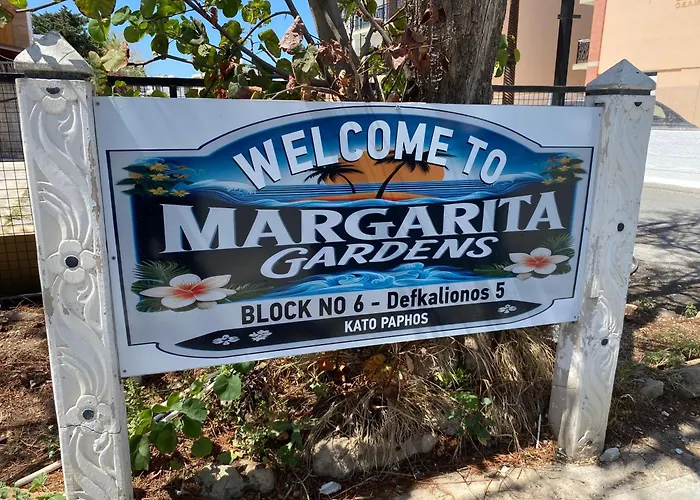 WELCOME TO
MARGARITA
GARDENS
BLOCK NO 6 - Defkalionos 5
KATO PAPHOS